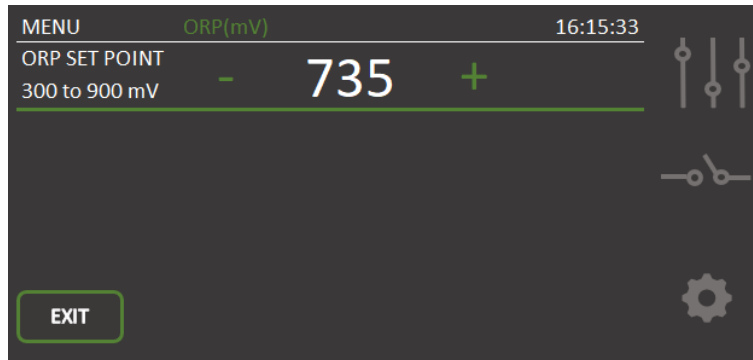 MENU ORP(mV) 16:15:33
ORP SET POINT
300 to 900 mV - 735 +
EXIT